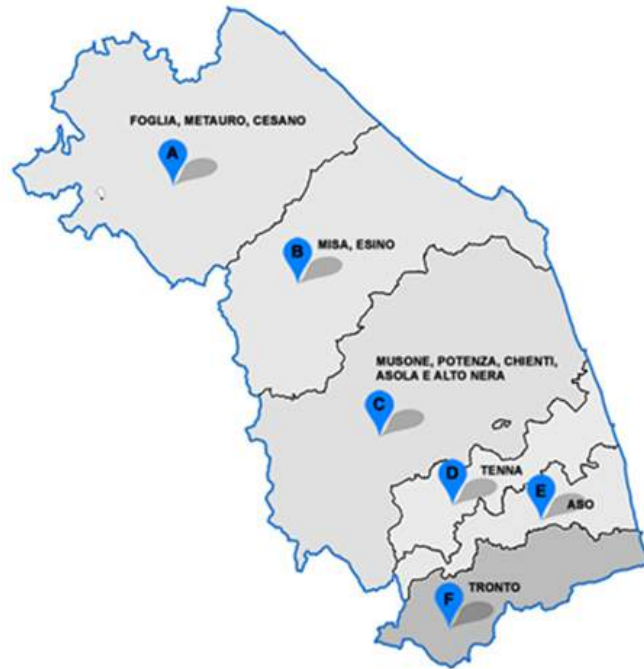 FOGLIA, METAURO, CESANO
A
B
MISA, ESINO
MUSONE, POTENZA, CHIENTI,
ASOLA E ALTO NERA
C
D
TENNA
E
ASO
F
TRONTO